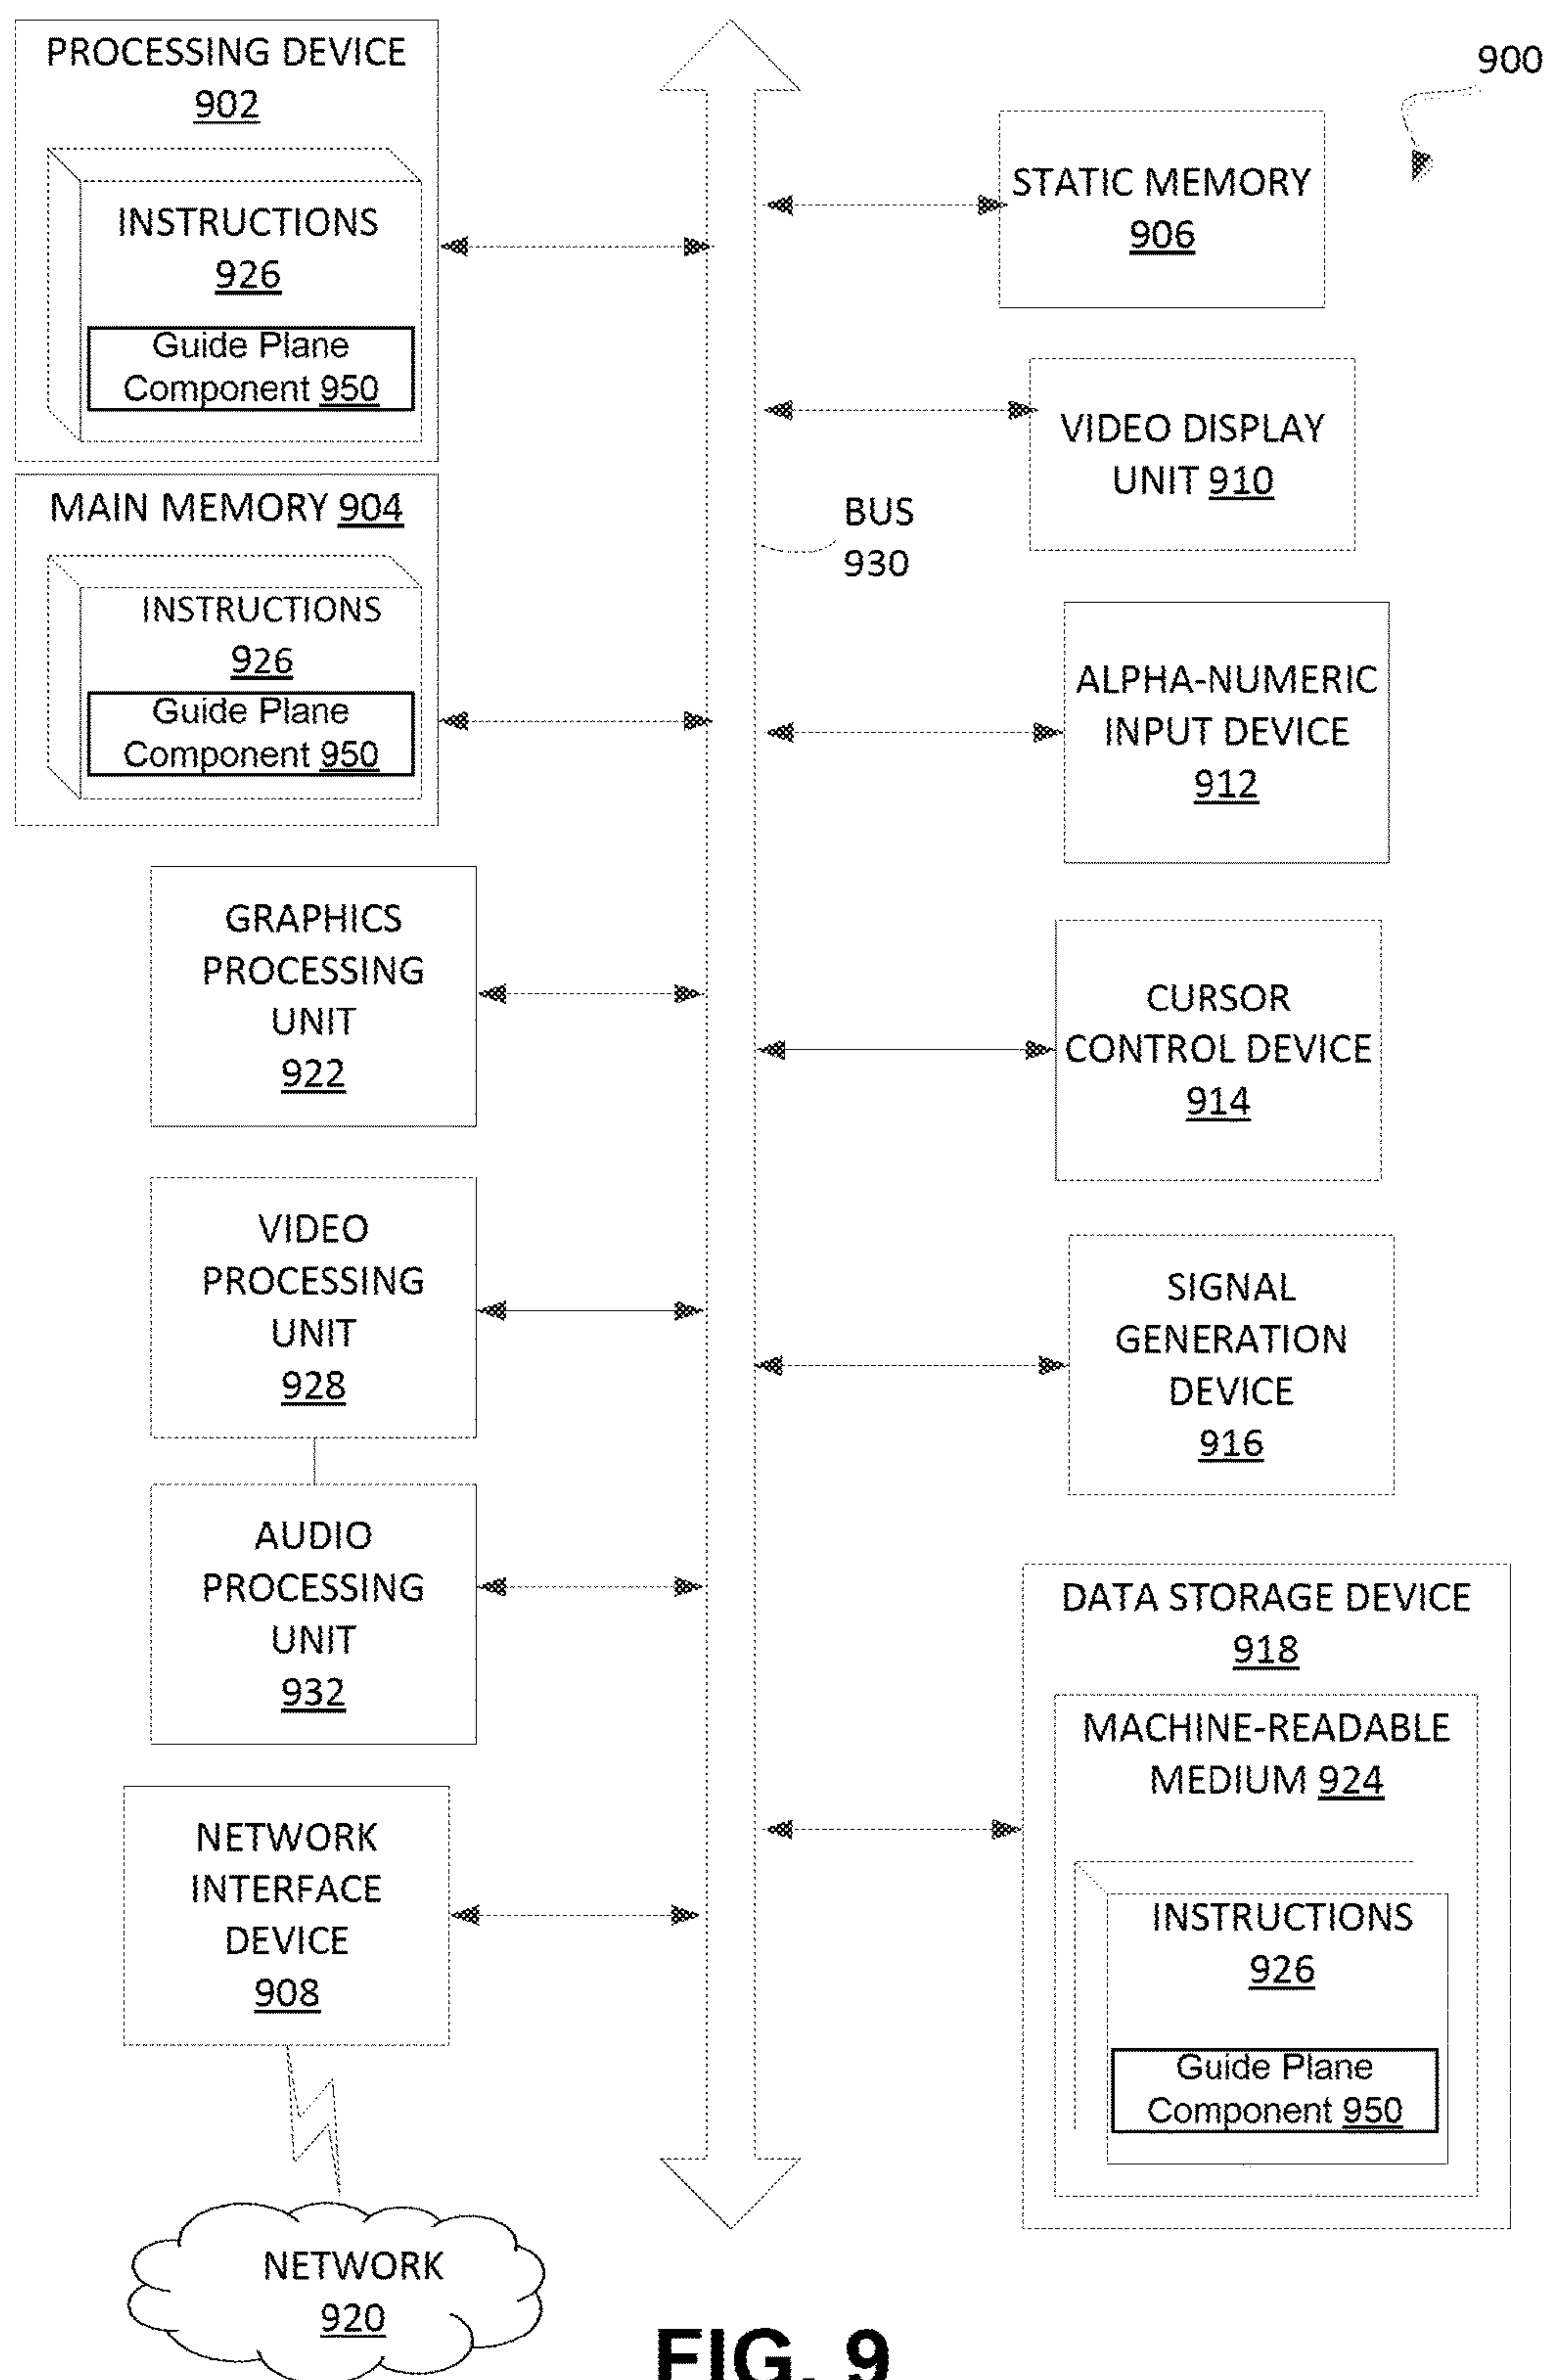 PROCESSING DEVICE
902
INSTRUCTIONS
926
Guide Plane
Component 950
MAIN MEMORY 904
INSTRUCTIONS
926
Guide Plane
Component 950
GRAPHICS
PROCESSING
UNIT
922
VIDEO
PROCESSING
UNIT
928
AUDIO
PROCESSING
UNIT
932
NETWORK
INTERFACE
DEVICE
908
NETWORK
920
BUS
930
900
STATIC MEMORY
906
VIDEO DISPLAY
UNIT 910
ALPHA-NUMERIC
INPUT DEVICE
912
CURSOR
CONTROL DEVICE
914
SIGNAL
GENERATION
DEVICE
916
DATA STORAGE DEVICE
918
MACHINE-READABLE
MEDIUM 924
INSTRUCTIONS
926
Guide Plane
Component 950
FIG. 9